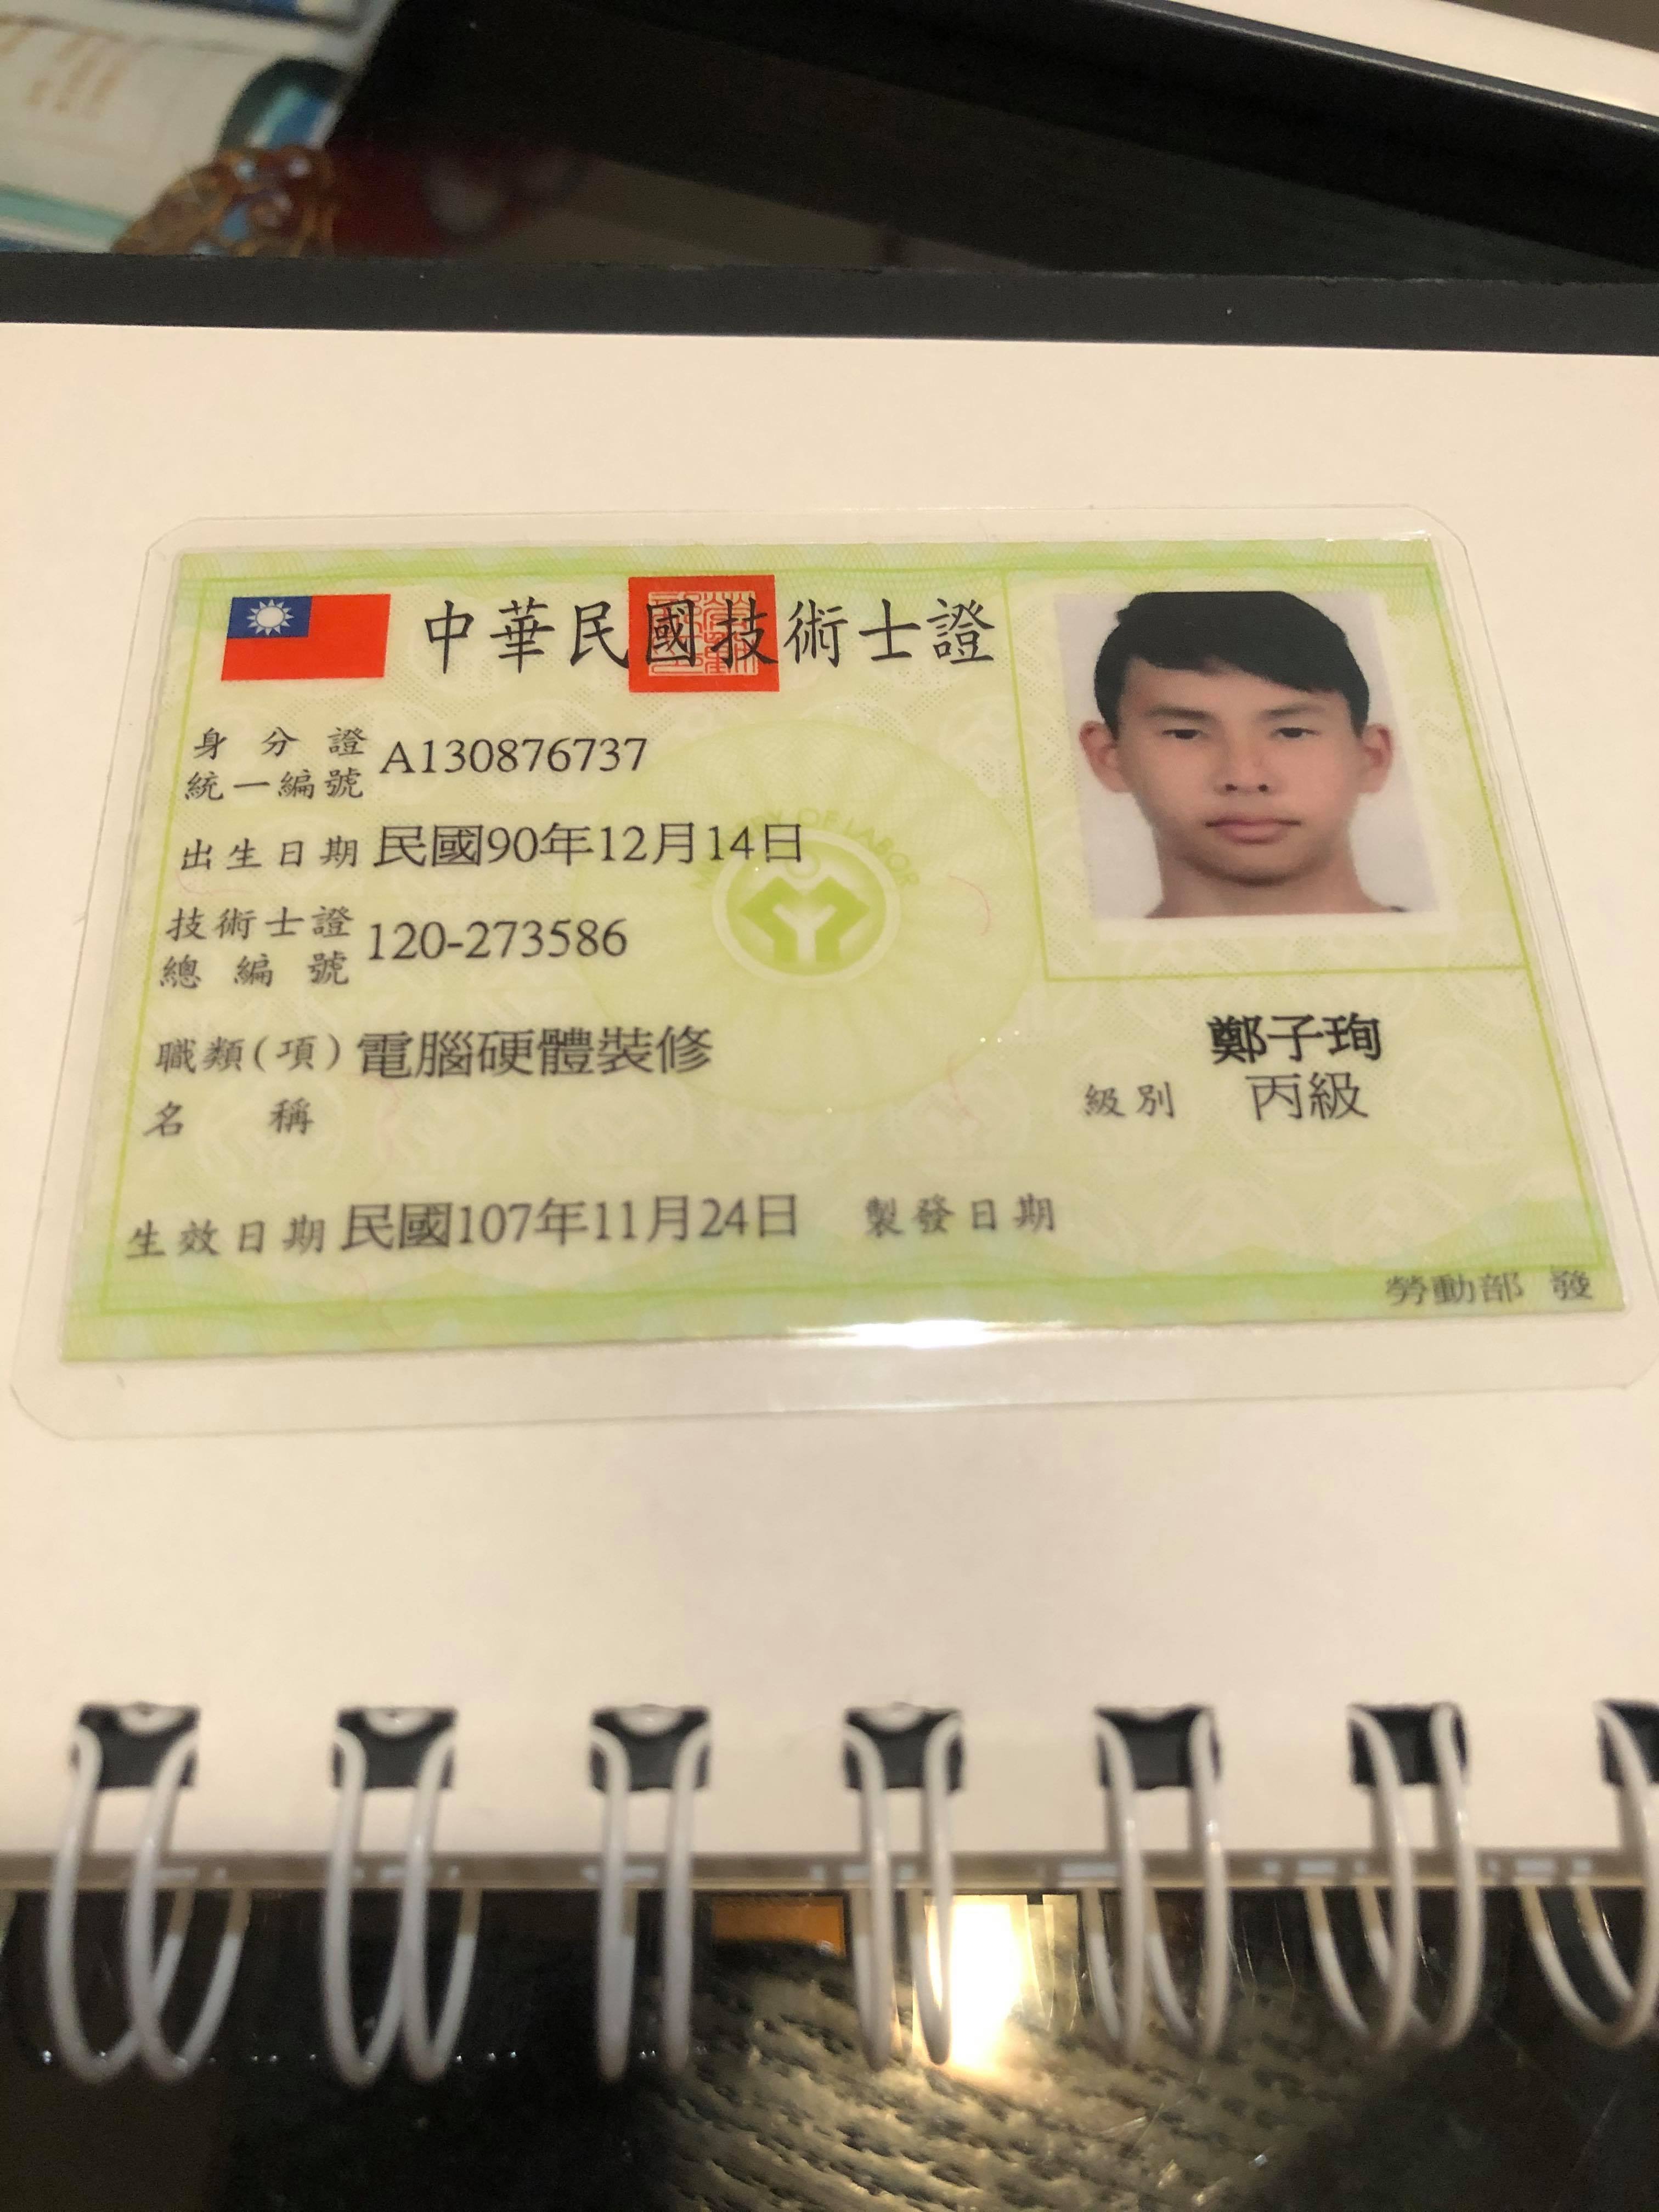 中華民國技術士證
身分證
統一編號 A130876737
出生日期 民國90年12月14日
技術士證
總編號 120-273586
職類(項) 電腦硬體裝修
名稱
鄭子珣
級別 丙級
生效日期 民國107年11月24日 製發日期
勞動部 發
MINISTRY OF LABOR